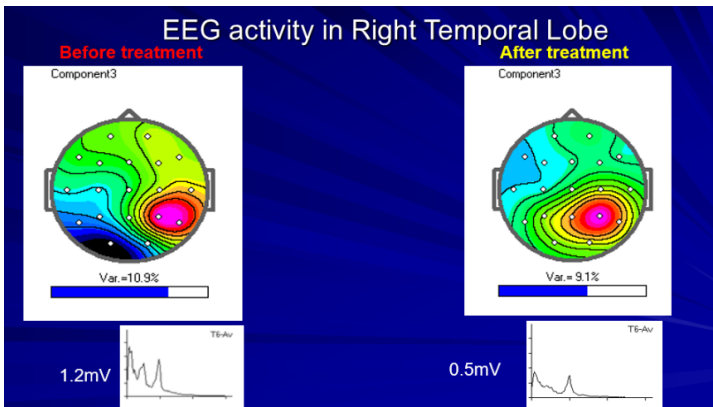 EEG activity in Right Temporal Lobe
Before treatment
After treatment
Component3
Component3
Var.=10.9%
Var.= 9.1%
T6-Av
T6-Av
1.2mV
0.5mV